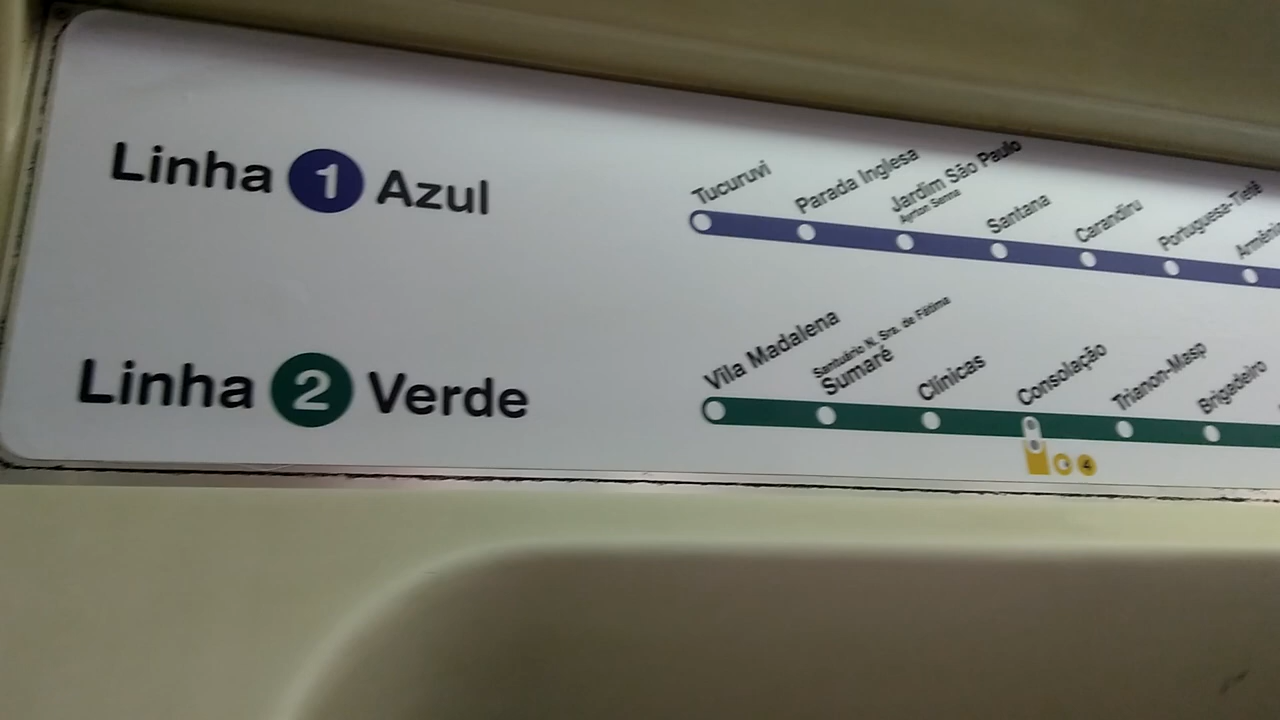 Linha 1 Azul
Tucuruvi
Parada Inglesa
Jardim São Paulo
Ayrton Senna
Santana
Carandiru
Portuguesa-Tietê
Linha 2 Verde
Vila Madalena
Santuário N. Sra. de Fátima
Sumaré
Clínicas
Consolação
4
Trianon-Masp
Brigadeiro